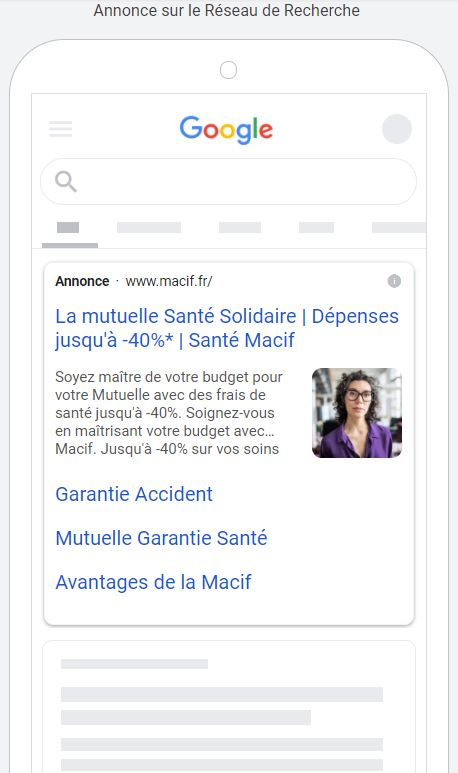 Annonce sur le Réseau de Recherche
Google
Annonce · www.macif.fr/
La mutuelle Santé Solidaire | Dépenses
jusqu'à -40%* | Santé Macif
Soyez maître de votre budget pour
votre Mutuelle avec des frais de
santé jusqu'à -40%. Soignez-vous
en maîtrisant votre budget avec…
Macif. Jusqu'à -40% sur vos soins
Garantie Accident
Mutuelle Garantie Santé
Avantages de la Macif